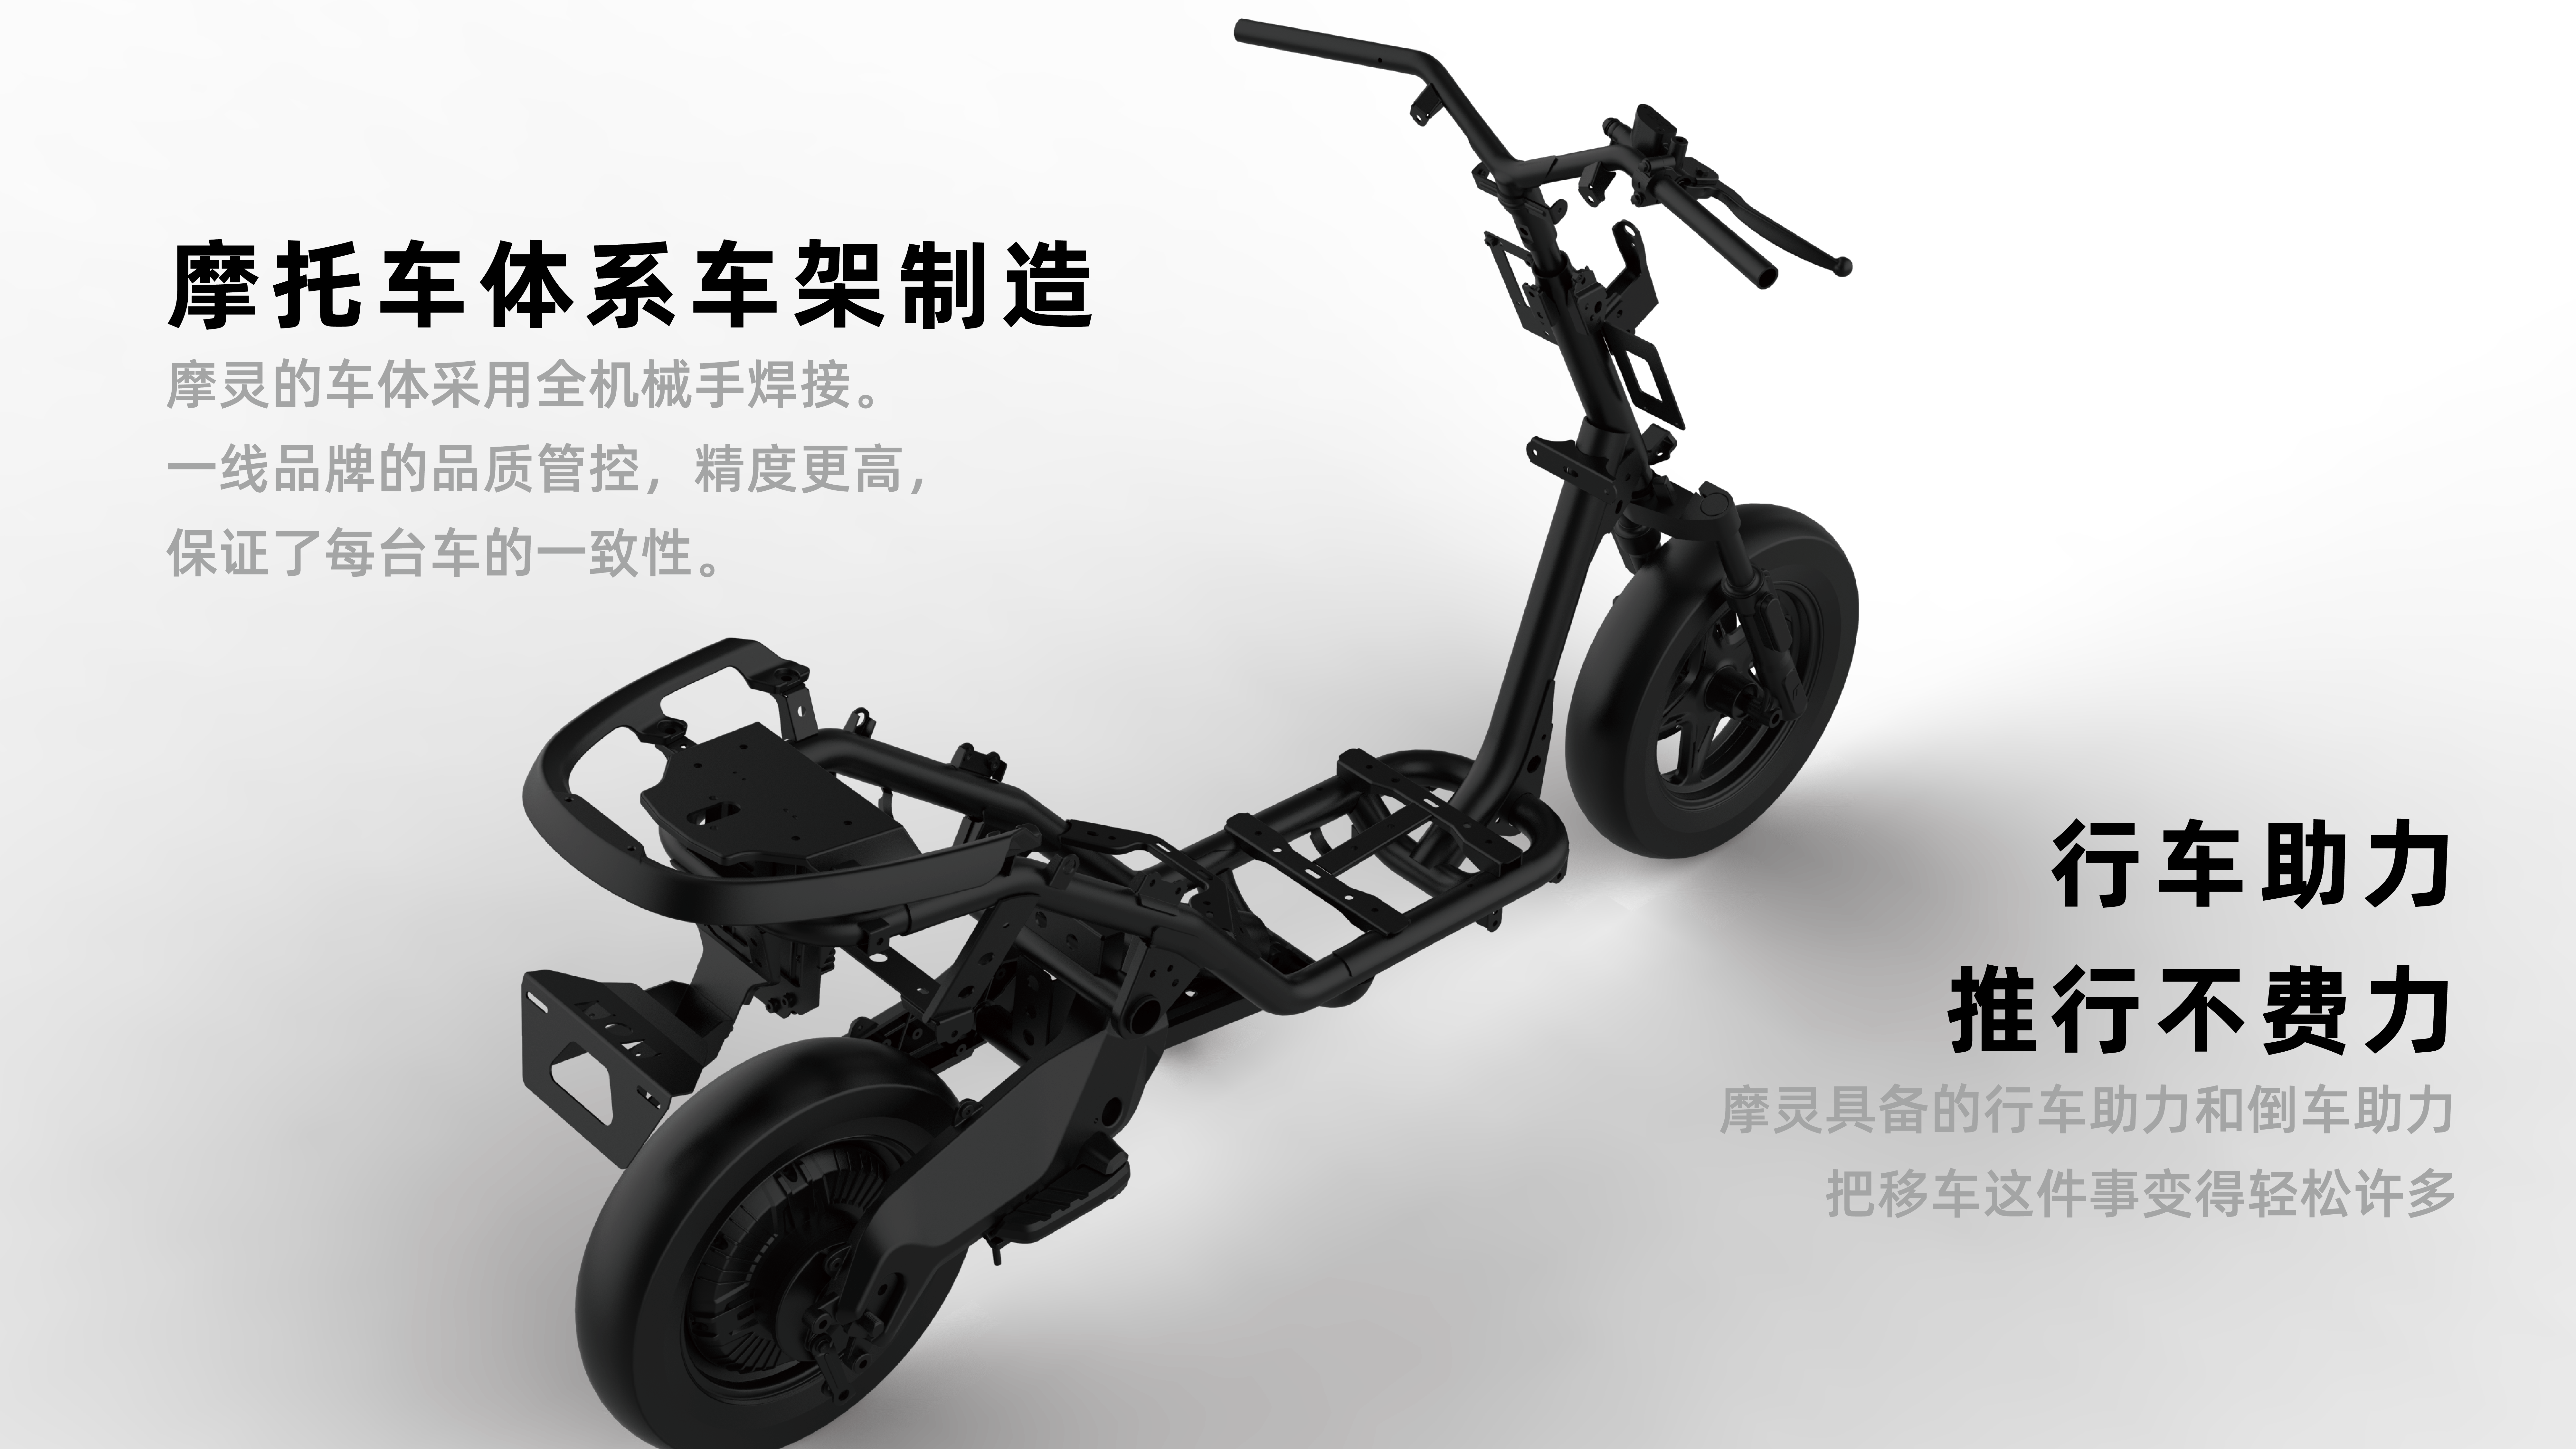 摩托车体系车架制造
摩灵的车体采用全机械手焊接。
一线品牌的品质管控，精度更高，
保证了每台车的一致性。
行车助力
推行不费力
摩灵具备的行车助力和倒车助力
把移车这件事变得轻松许多